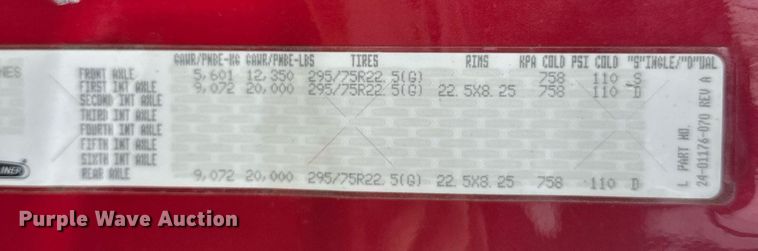 GAWR/PNBE-KG GAWR/PNBE-LBS TIRES RIMS KPA COLD PSI COLD "S"INGLE/"D"UAL
FRONT AXLE 5,601 12,350 295/75R22.5(G) 758 110 S
FIRST INT AXLE 9,072 20,000 295/75R22.5(G) 22.5X8.25 758 110 D
SECOND INT AXLE
THIRD INT AXLE
FOURTH INT AXLE
FIFTH INT AXLE
SIXTH INT AXLE
REAR AXLE 9,072 20,000 295/75R22.5(G) 22.5X8.25 758 110 D
L PART NO.
24-01176-070 REV A
Purple Wave Auction